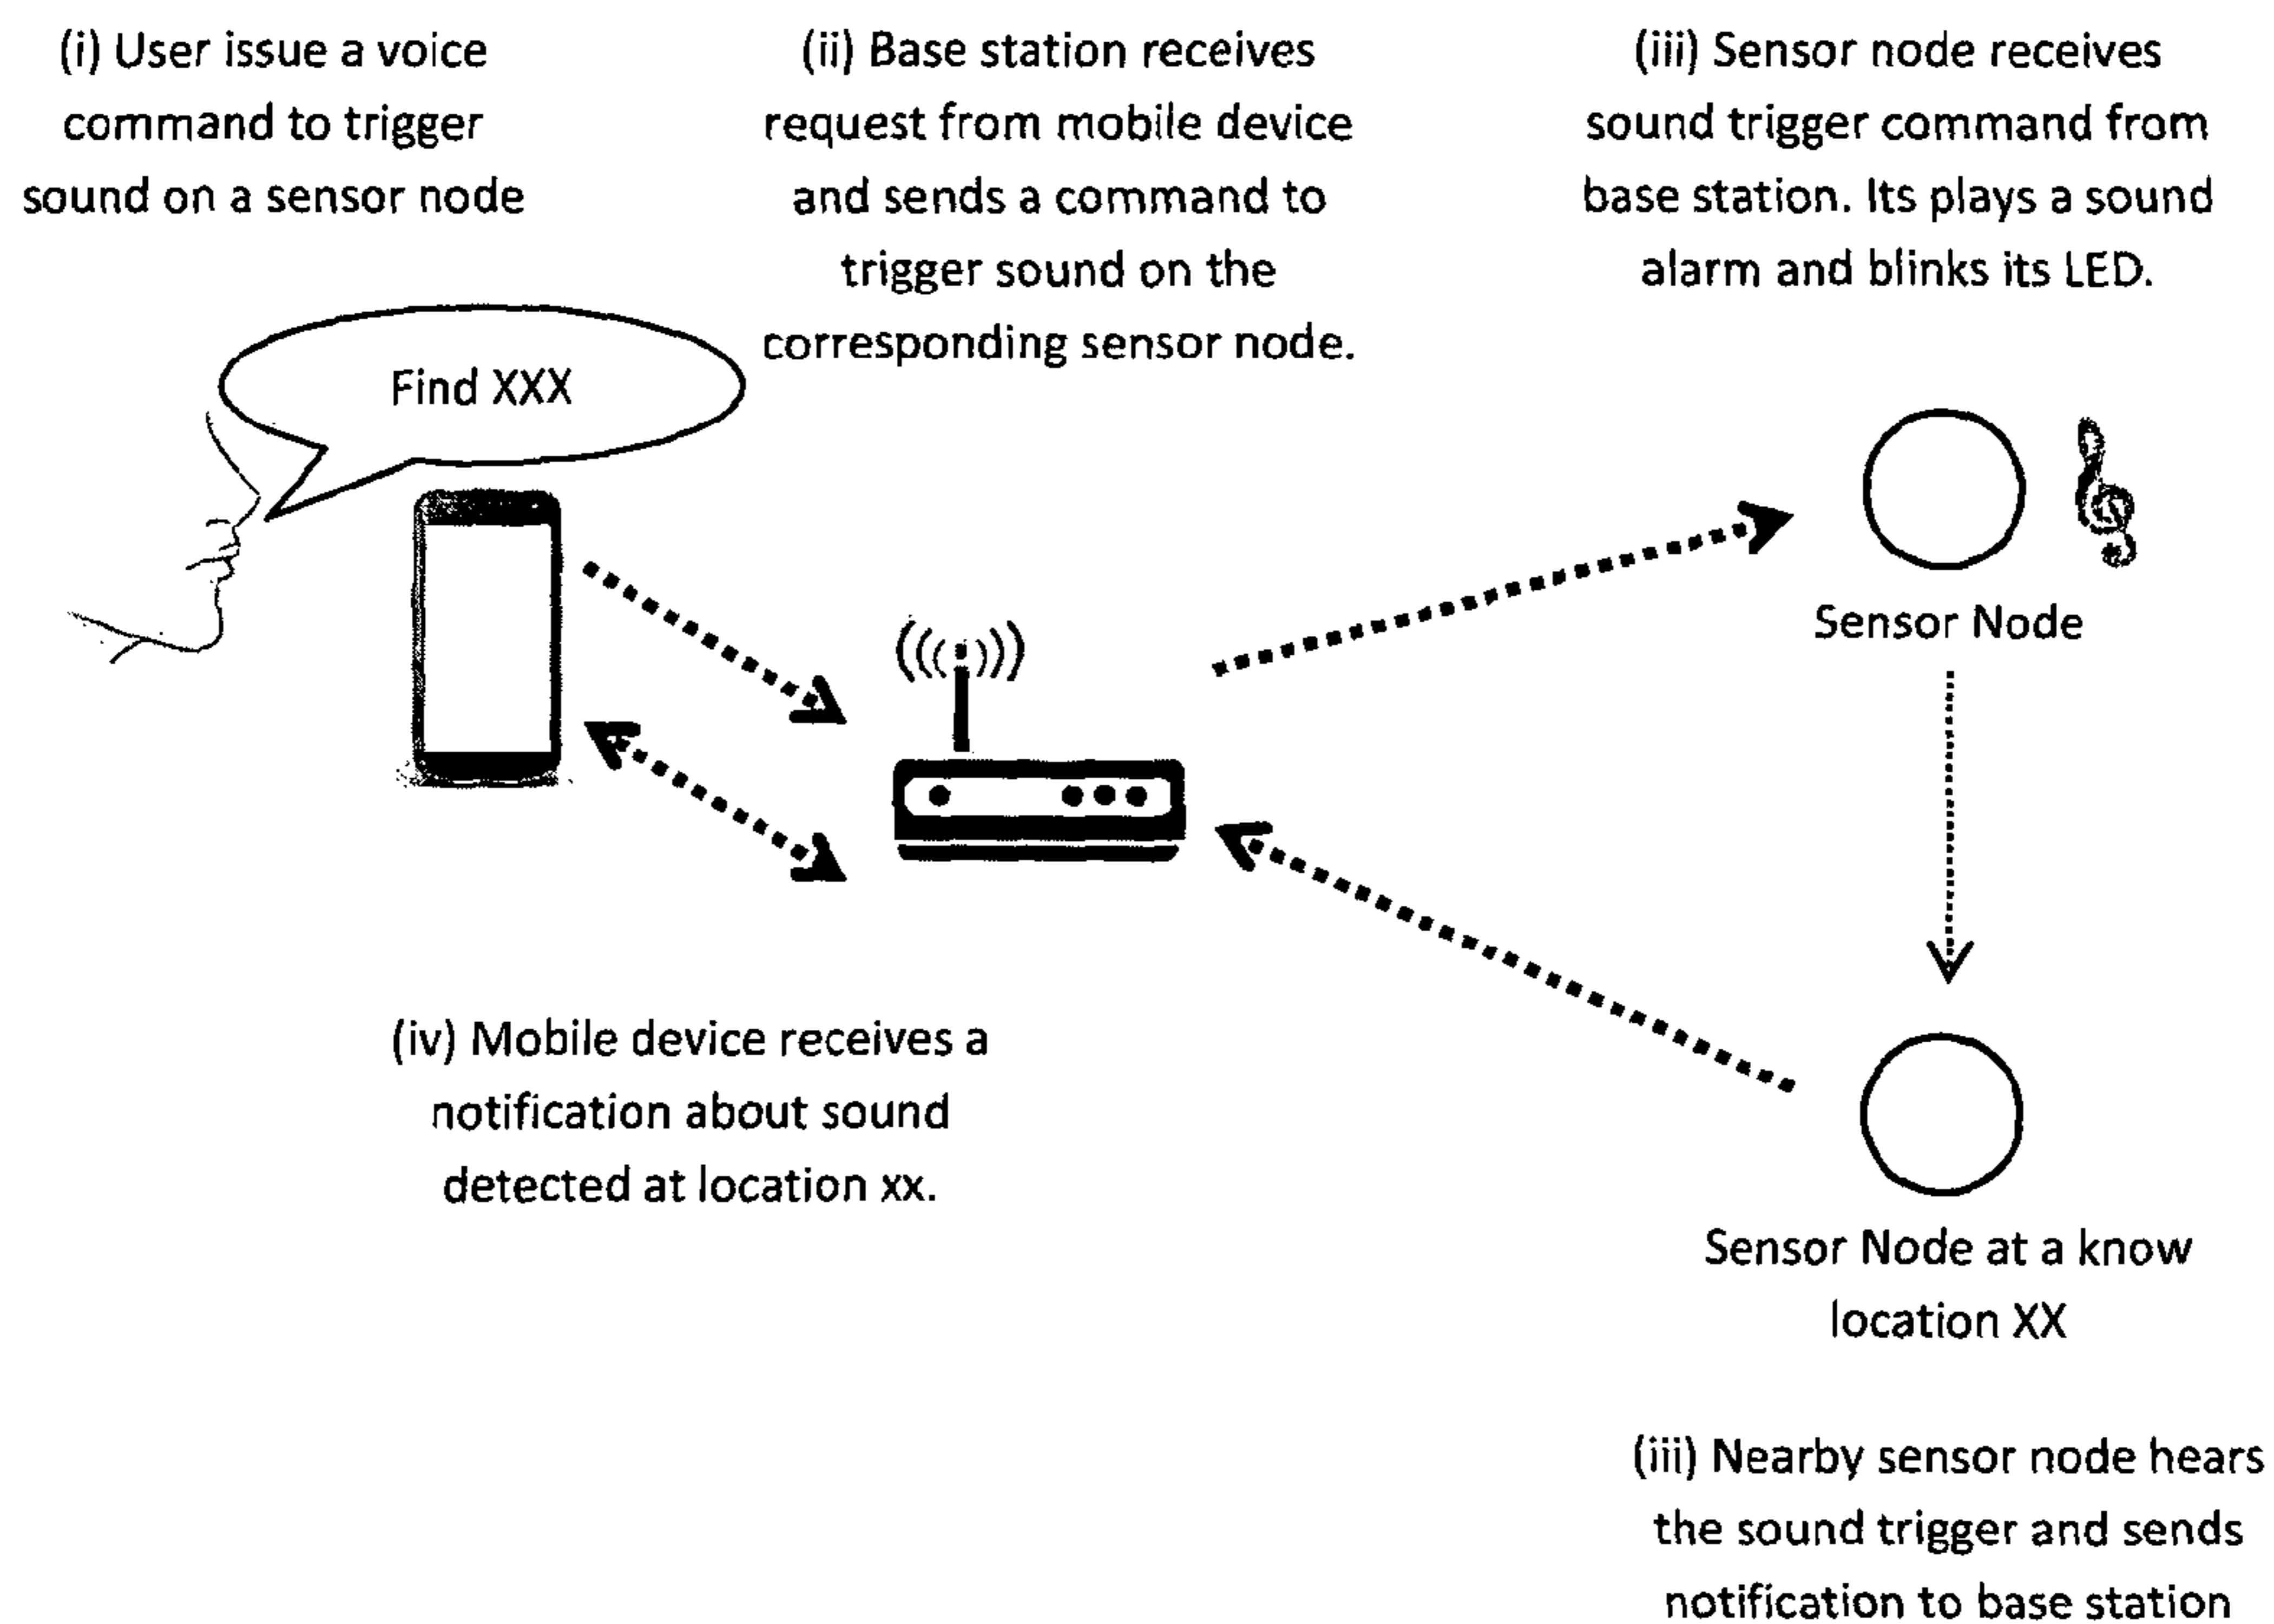 (i) User issue a voice
command to trigger
sound on a sensor node
(ii) Base station receives
request from mobile device
and sends a command to
trigger sound on the
corresponding sensor node.
(iii) Sensor node receives
sound trigger command from
base station. Its plays a sound
alarm and blinks its LED.
Find XXX
Sensor Node
(iv) Mobile device receives a
notification about sound
detected at location xx.
Sensor Node at a know
location XX
(iii) Nearby sensor node hears
the sound trigger and sends
notification to base station